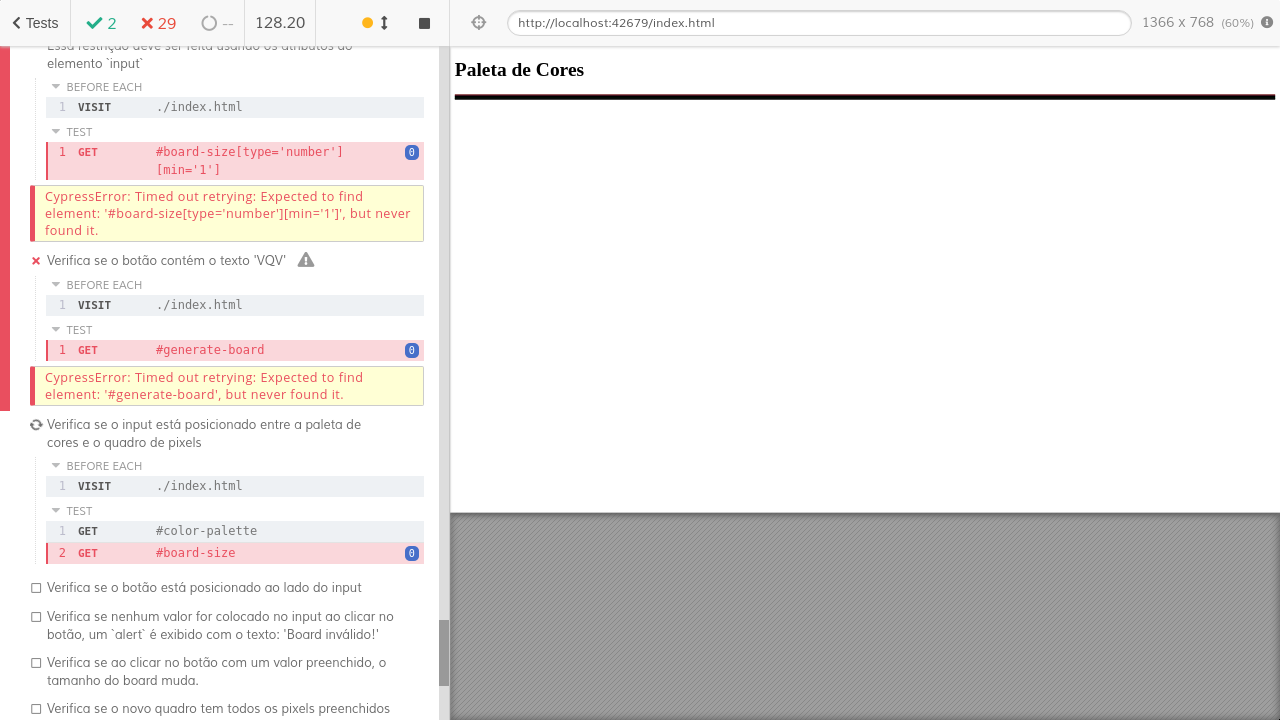 Tests
2
29
--
128.20
http://localhost:42679/index.html
1366 x 768 (60%)
Essa restrição deve ser feita usando os atributos do
elemento `input`
BEFORE EACH
1 VISIT ./index.html
TEST
1 GET #board-size[type='number']
[min='1']
0
CypressError: Timed out retrying: Expected to find
element: '#board-size[type='number'][min='1']', but never
found it.
Verifica se o botão contém o texto 'VQV'
BEFORE EACH
1 VISIT ./index.html
TEST
1 GET #generate-board 0
CypressError: Timed out retrying: Expected to find
element: '#generate-board', but never found it.
Verifica se o input está posicionado entre a paleta de
cores e o quadro de pixels
BEFORE EACH
1 VISIT ./index.html
TEST
1 GET #color-palette
2 GET #board-size 0
Verifica se o botão está posicionado ao lado do input
Verifica se nenhum valor for colocado no input ao clicar no
botão, um `alert` é exibido com o texto: 'Board inválido!'
Verifica se ao clicar no botão com um valor preenchido, o
tamanho do board muda.
Verifica se o novo quadro tem todos os pixels preenchidos
Paleta de Cores